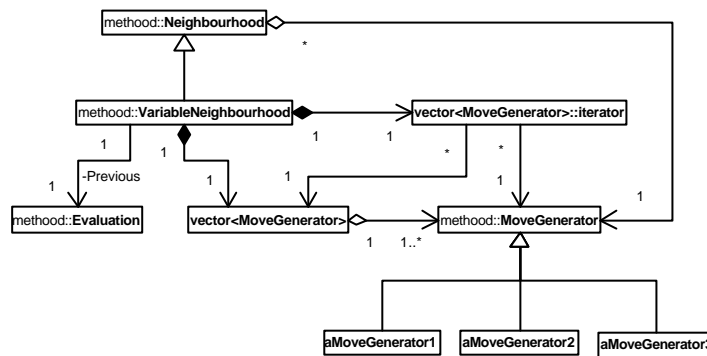 methood::Neighbourhood
*
methood::VariableNeighbourhood
vector<MoveGenerator>::iterator
1
1
1
1
*
*
-Previous
1
1
1
1
1
methood::Evaluation
vector<MoveGenerator>
methood::MoveGenerator
1
1..*
aMoveGenerator1
aMoveGenerator2
aMoveGenerator3